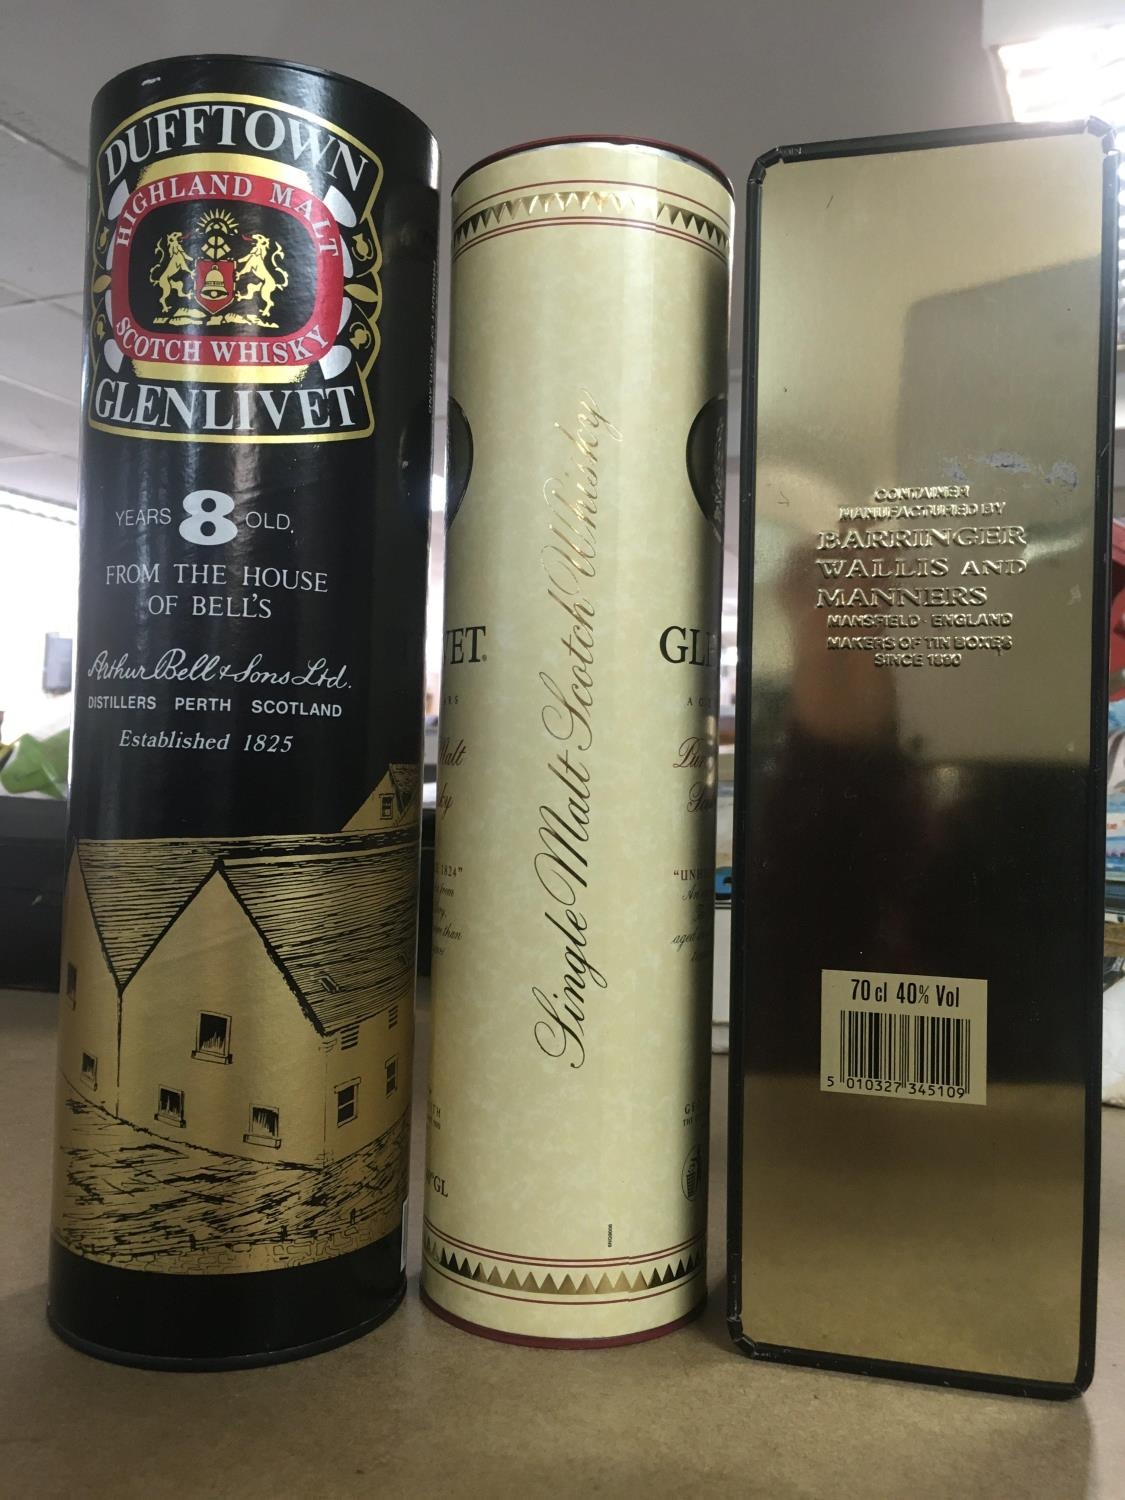 DUFFTOWN
HIGHLAND MALT
SCOTCH WHISKY
GLENLIVET
YEARS 8 OLD,
FROM THE HOUSE
OF BELL'S
Arthur Bell & Sons Ltd.
DISTILLERS PERTH SCOTLAND
Established 1825
Single Malt Scotch Whisky
CONTAINER
MANUFACTURED BY
BARRINGER
WALLIS AND
MANNERS
MANSFIELD · ENGLAND
MAKERS OF TIN BOXES
SINCE 1890
70 cl 40% Vol
5 010327 345109